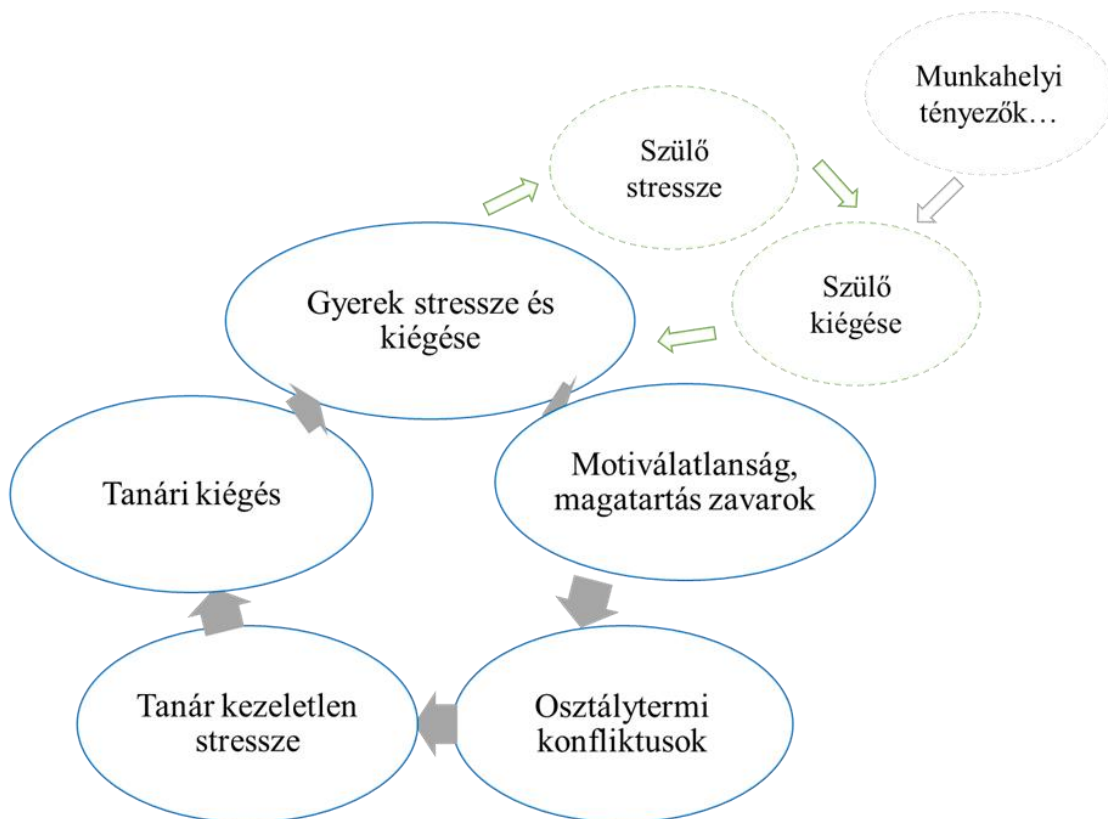 Munkahelyi
tényezők…
Szülő
stressze
Szülő
kiégése
Gyerek stressze és
kiégése
Motiválatlanság,
magatartás zavarok
Tanári kiégés
Tanár kezeletlen
stressze
Osztálytermi
konfliktusok